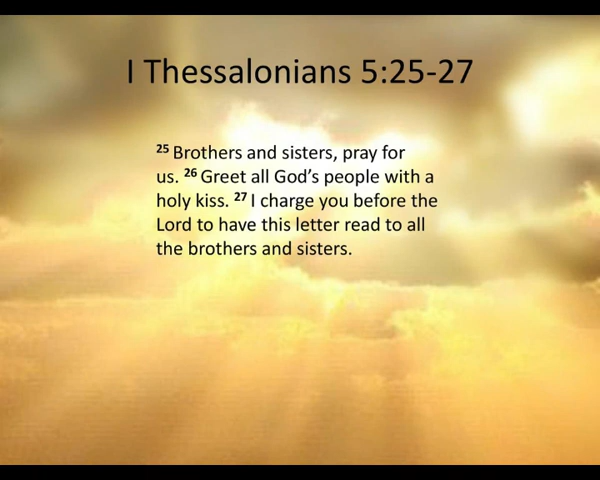 I Thessalonians 5:25-27
25 Brothers and sisters, pray for
us. 26 Greet all God’s people with a
holy kiss. 27 I charge you before the
Lord to have this letter read to all
the brothers and sisters.